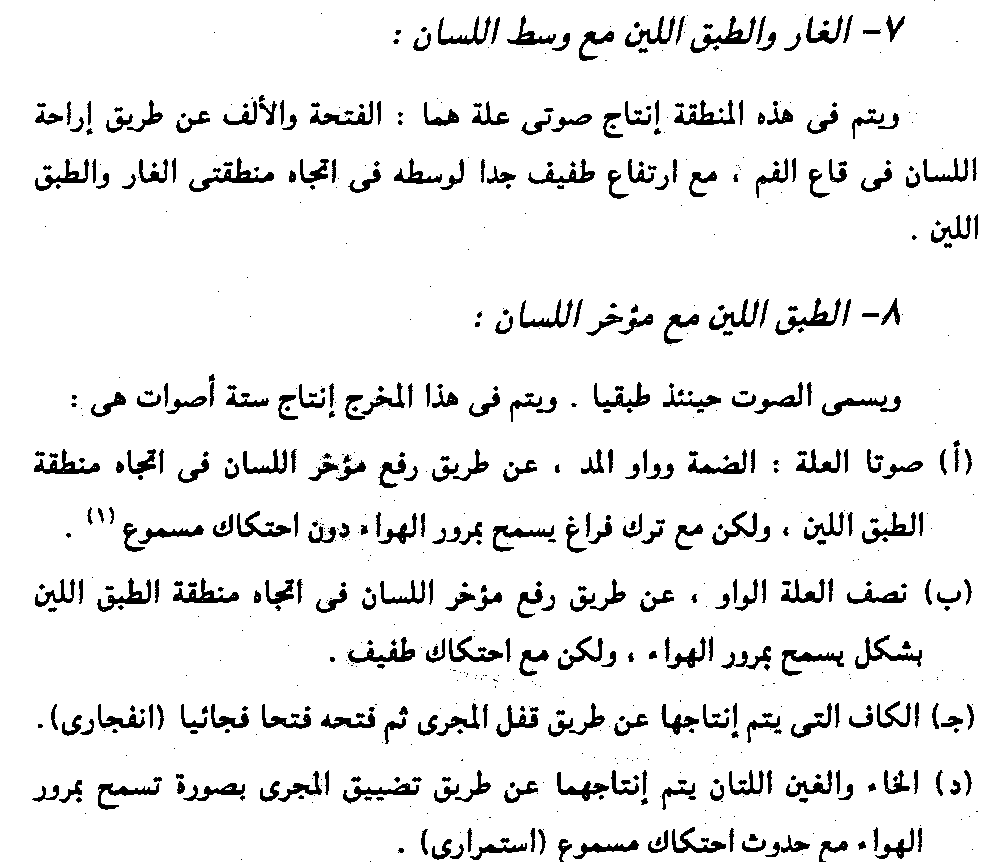 ٧- الغار والطبق اللين مع وسط اللسان :
ويتم فى هذه المنطقة إنتاج صوتى علة هما : الفتحة والألف عن طريق إراحة
اللسان فى قاع الفم ، مع ارتفاع طفيف جدا لوسطه فى اتجاه منطقتى الغار والطبق
اللين .
٨- الطبق اللين مع مؤخر اللسان :
ويسمى الصوت حينئذ طبقيا . ويتم فى هذا المخرج إنتاج ستة أصوات هى :
(أ) صوتا العلة : الضمة وواو المد ، عن طريق رفع مؤخر اللسان فى اتجاه منطقة
الطبق اللين ، ولكن مع ترك فراغ يسمح بمرور الهواء دون احتكاك مسموع (١) .
(ب) نصف العلة الواو ، عن طريق رفع مؤخر اللسان فى اتجاه منطقة الطبق اللين
بشكل يسمح بمرور الهواء ، ولكن مع احتكاك طفيف .
(جـ) الكاف التى يتم إنتاجها عن طريق قفل المجرى ثم فتحه فتحا فجائيا (انفجارى) .
(د) الخاء والغين اللتان يتم إنتاجهما عن طريق تضييق المجرى بصورة تسمح بمرور
الهواء مع حدوث احتكاك مسموع (استمرارى) .